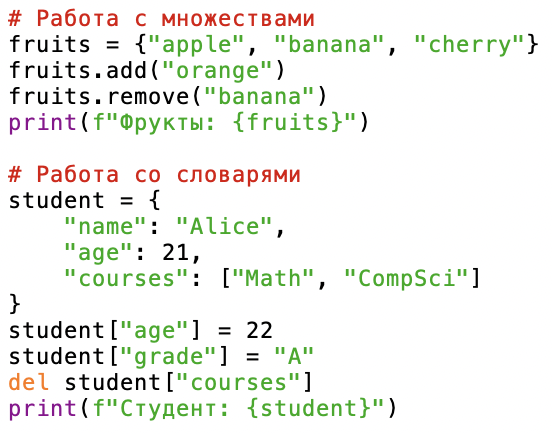 # Работа с множествами
fruits = {"apple", "banana", "cherry"}
fruits.add("orange")
fruits.remove("banana")
print(f"Фрукты: {fruits}")

# Работа со словарями
student = {
    "name": "Alice",
    "age": 21,
    "courses": ["Math", "CompSci"]
}
student["age"] = 22
student["grade"] = "A"
del student["courses"]
print(f"Студент: {student}")